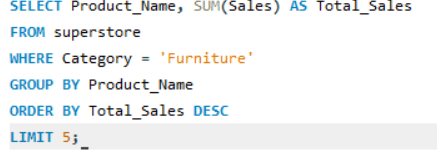 SELECT Product_Name, SUM(Sales) AS Total_Sales
FROM superstore
WHERE Category = 'Furniture'
GROUP BY Product_Name
ORDER BY Total_Sales DESC
LIMIT 5;